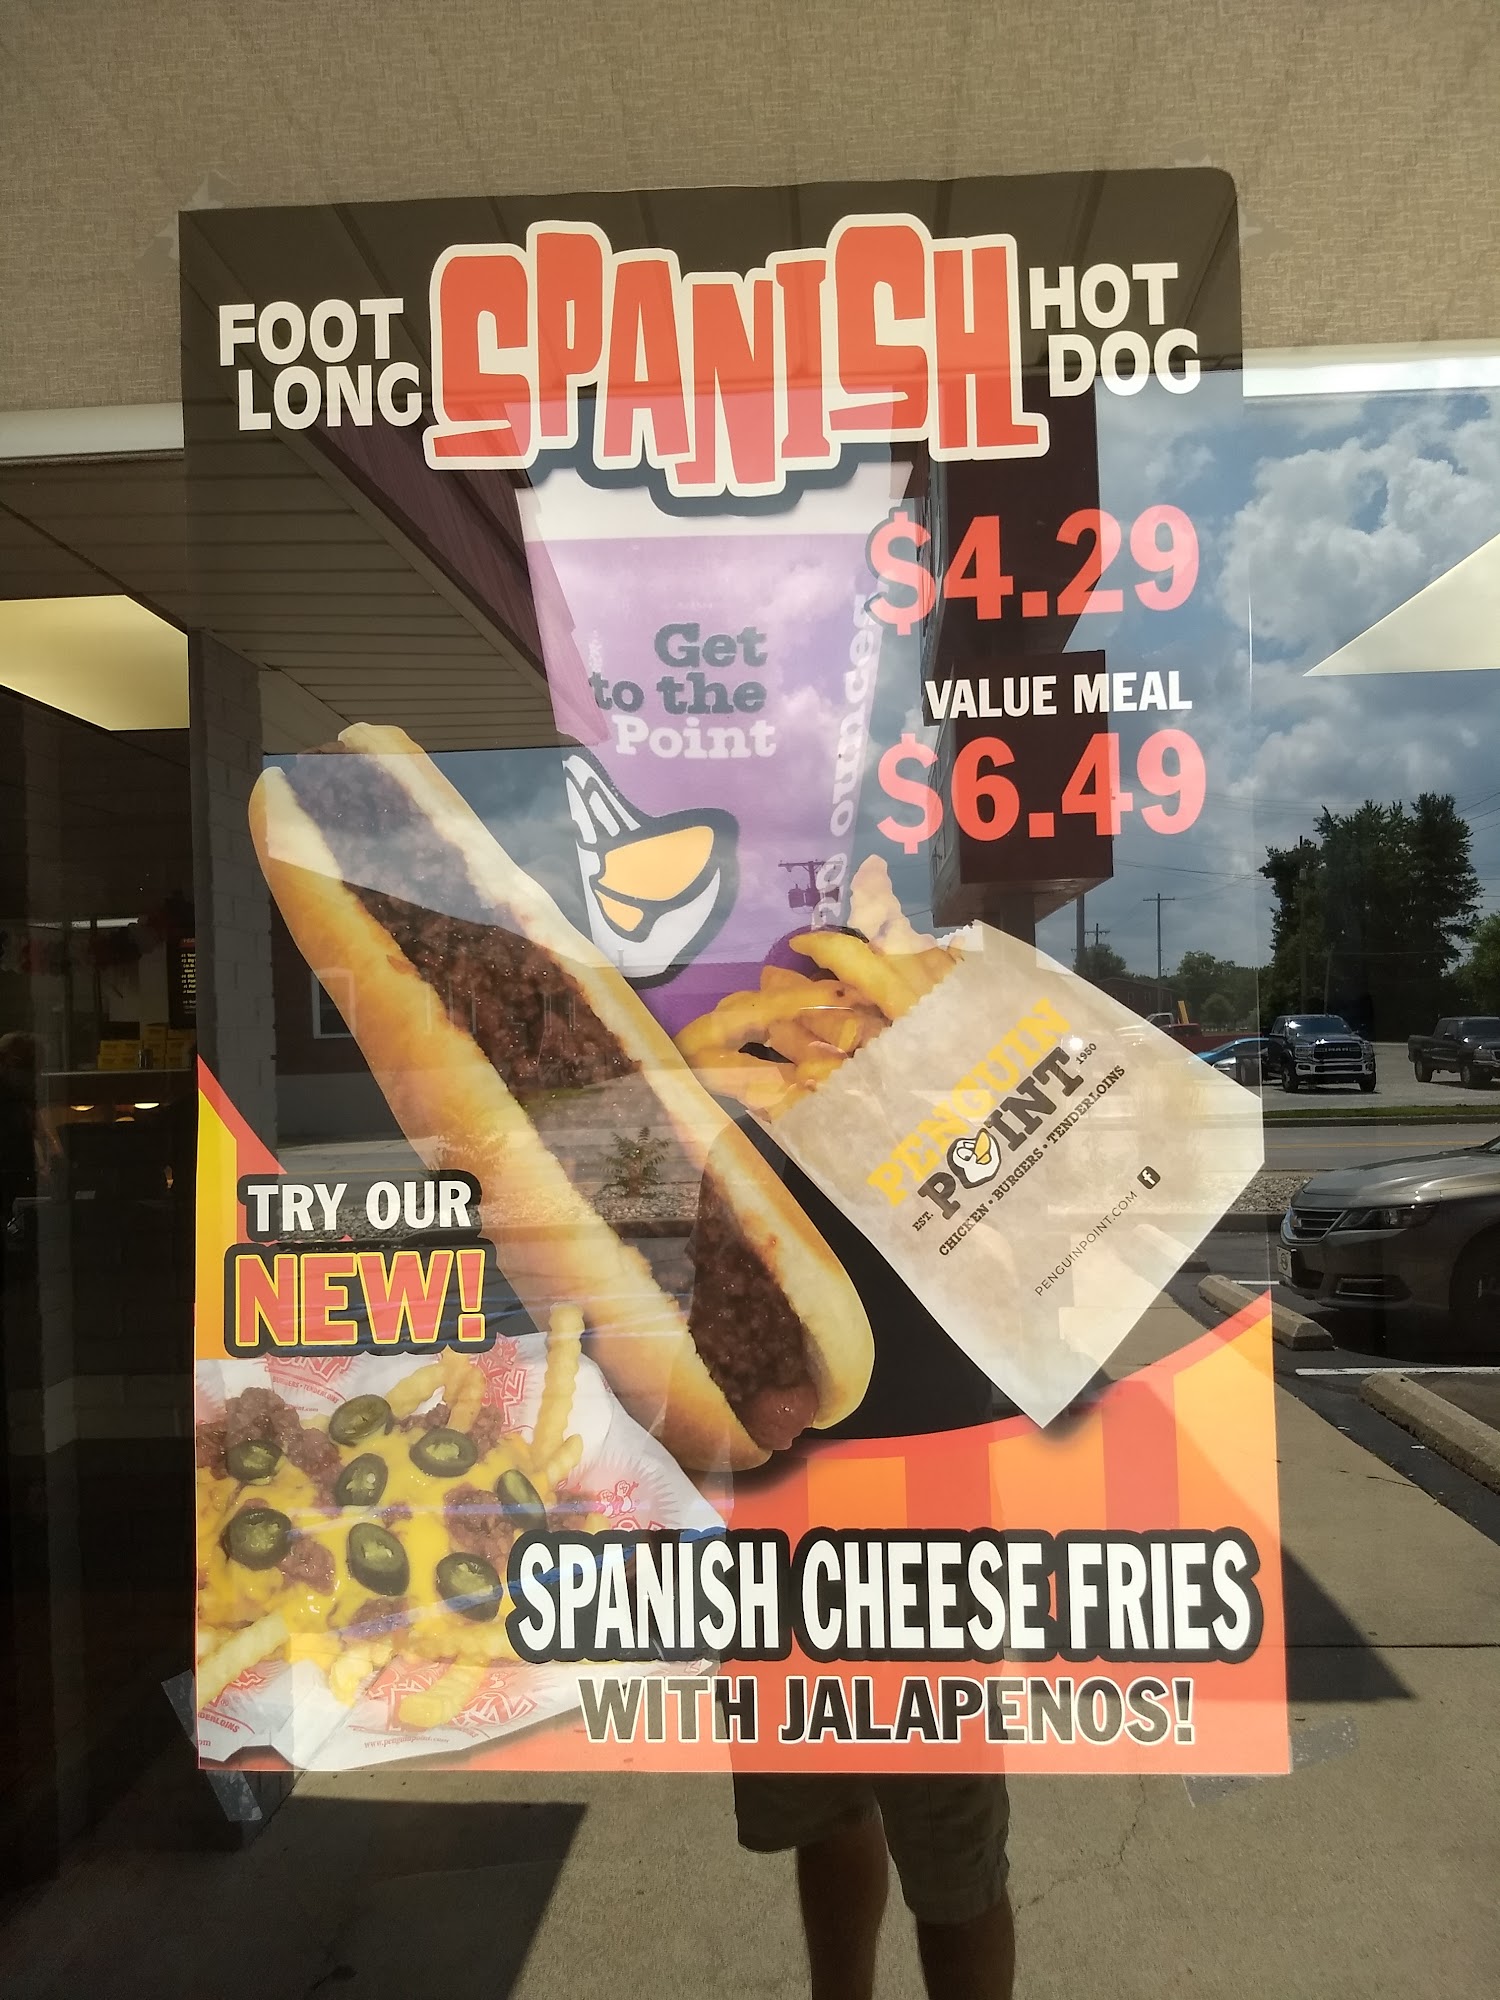 FOOT
LONG
SPANISH
HOT
DOG
$4.29
VALUE MEAL
$6.49
Get
to the
Point
ounces
PENGUIN
POINT
EST. 1950
CHICKEN • BURGERS • TENDERLOINS
PENGUINPOINT.COM
TRY OUR
NEW!
SPANISH CHEESE FRIES
WITH JALAPENOS!